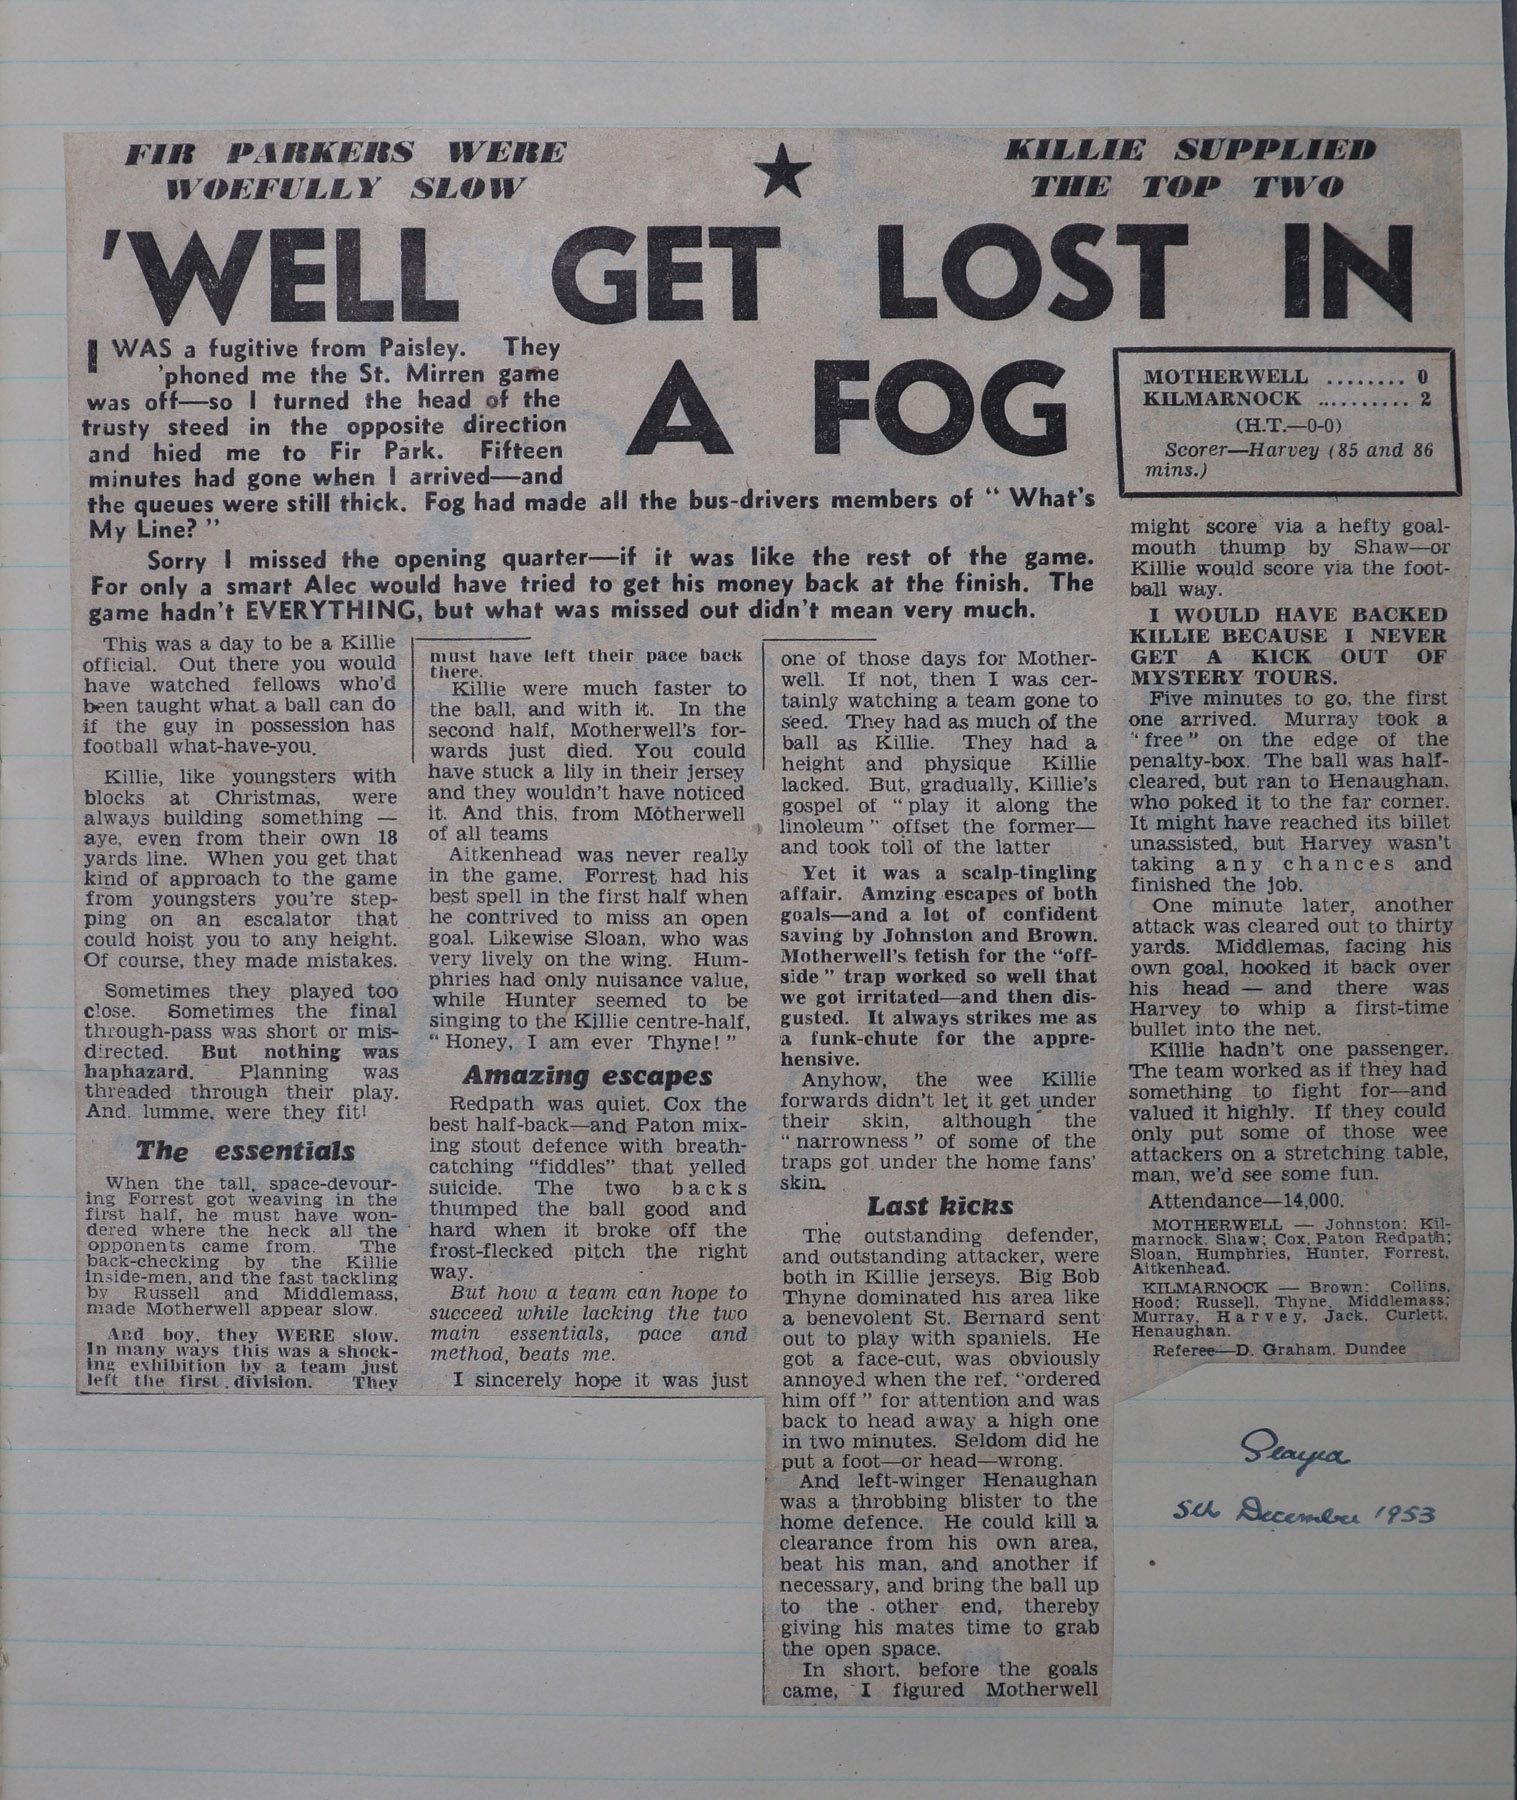 FIR PARKERS WERE
WOEFULLY SLOW
KILLIE SUPPLIED
THE TOP TWO
'WELL GET LOST IN
A FOG
I WAS a fugitive from Paisley. They
'phoned me the St. Mirren game
was off—so I turned the head of the
trusty steed in the opposite direction
and hied me to Fir Park. Fifteen
minutes had gone when I arrived—and
the queues were still thick. Fog had made all the bus-drivers members of "What's
My Line?"
Sorry I missed the opening quarter—if it was like the rest of the game.
For only a smart Alec would have tried to get his money back at the finish. The
game hadn't EVERYTHING, but what was missed out didn't mean very much.
MOTHERWELL ........ 0
KILMARNOCK .......... 2
(H.T.—0-0)
Scorer—Harvey (85 and 86
mins.)
This was a day to be a Killie
official. Out there you would
have watched fellows who'd
been taught what a ball can do
if the guy in possession has
football what-have-you.
Killie, like youngsters with
blocks at Christmas, were
always building something —
aye, even from their own 18
yards line. When you get that
kind of approach to the game
from youngsters you're step-
ping on an escalator that
could hoist you to any height.
Of course, they made mistakes.
Sometimes they played too
close. Sometimes the final
through-pass was short or mis-
directed. But nothing was
haphazard. Planning was
threaded through their play.
And, lumme, were they fit!
The essentials
When the tall, space-devour-
ing Forrest got weaving in the
first half, he must have won-
dered where the heck all the
opponents came from. The
back-checking by the Killie
inside-men, and the fast tackling
by Russell and Middlemass,
made Motherwell appear slow.
And boy, they WERE slow.
In many ways this was a shock-
ing exhibition by a team just
left the first division. They
must have left their pace back
there.
Killie were much faster to
the ball, and with it. In the
second half, Motherwell's for-
wards just died. You could
have stuck a lily in their jersey
and they wouldn't have noticed
it. And this, from Motherwell
of all teams
Aitkenhead was never really
in the game. Forrest had his
best spell in the first half when
he contrived to miss an open
goal. Likewise Sloan, who was
very lively on the wing. Hum-
phries had only nuisance value,
while Hunter seemed to be
singing to the Killie centre-half,
"Honey, I am ever Thyne!"
Amazing escapes
Redpath was quiet. Cox the
best half-back—and Paton mix-
ing stout defence with breath-
catching "fiddles" that yelled
suicide. The two backs
thumped the ball good and
hard when it broke off the
frost-flecked pitch the right
way.
But how a team can hope to
succeed while lacking the two
main essentials, pace and
method, beats me.
I sincerely hope it was just
one of those days for Mother-
well. If not, then I was cer-
tainly watching a team gone to
seed. They had as much of the
ball as Killie. They had a
height and physique Killie
lacked. But, gradually, Killie's
gospel of "play it along the
linoleum" offset the former—
and took toll of the latter
Yet it was a scalp-tingling
affair. Amzing escapes of both
goals—and a lot of confident
saving by Johnston and Brown.
Motherwell's fetish for the "off-
side" trap worked so well that
we got irritated—and then dis-
gusted. It always strikes me as
a funk-chute for the appre-
hensive.
Anyhow, the wee Killie
forwards didn't let it get under
their skin, although the
"narrowness" of some of the
traps got under the home fans'
skin.
Last kicks
The outstanding defender,
and outstanding attacker, were
both in Killie jerseys. Big Bob
Thyne dominated his area like
a benevolent St. Bernard sent
out to play with spaniels. He
got a face-cut, was obviously
annoyed when the ref. "ordered
him off" for attention and was
back to head away a high one
in two minutes. Seldom did he
put a foot—or head—wrong.
And left-winger Henaughan
was a throbbing blister to the
home defence. He could kill a
clearance from his own area,
beat his man, and another if
necessary, and bring the ball up
to the other end, thereby
giving his mates time to grab
the open space.
In short, before the goals
came, I figured Motherwell
might score via a hefty goal-
mouth thump by Shaw—or
Killie would score via the foot-
ball way.
I WOULD HAVE BACKED
KILLIE BECAUSE I NEVER
GET A KICK OUT OF
MYSTERY TOURS.
Five minutes to go, the first
one arrived. Murray took a
"free" on the edge of the
penalty-box. The ball was half-
cleared, but ran to Henaughan,
who poked it to the far corner.
It might have reached its billet
unassisted, but Harvey wasn't
taking any chances and
finished the job.
One minute later, another
attack was cleared out to thirty
yards. Middlemas, facing his
own goal, hooked it back over
his head — and there was
Harvey to whip a first-time
bullet into the net.
Killie hadn't one passenger.
The team worked as if they had
something to fight for—and
valued it highly. If they could
only put some of those wee
attackers on a stretching table,
man, we'd see some fun.
Attendance—14,000.
MOTHERWELL — Johnston; Kil-
marnock, Shaw; Cox, Paton Redpath;
Sloan, Humphries, Hunter, Forrest,
Aitkenhead.
KILMARNOCK — Brown; Collins,
Hood; Russell, Thyne, Middlemass;
Murray, Harvey, Jack, Curlett,
Henaughan.
Referee—D. Graham, Dundee
5th December 1953